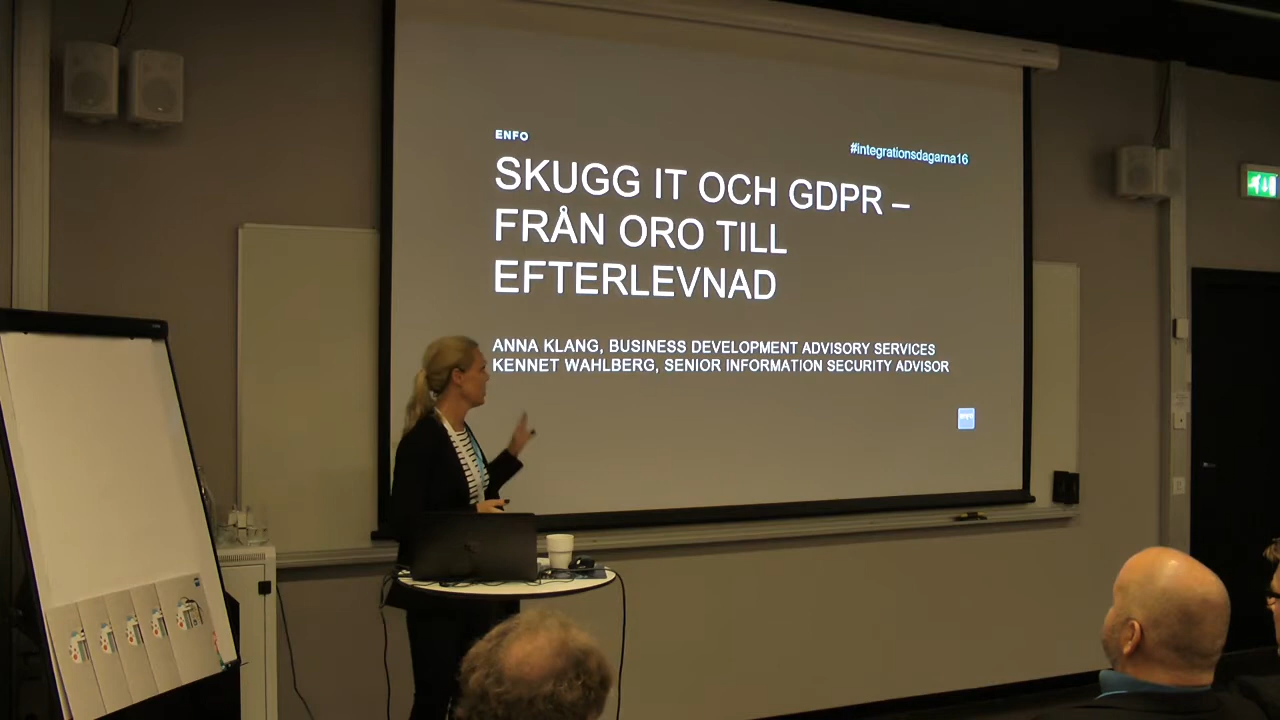 ENFO
#integrationsdagarna16
SKUGG IT OCH GDPR –
FRÅN ORO TILL
EFTERLEVNAD
ANNA KLANG, BUSINESS DEVELOPMENT ADVISORY SERVICES
KENNET WAHLBERG, SENIOR INFORMATION SECURITY ADVISOR